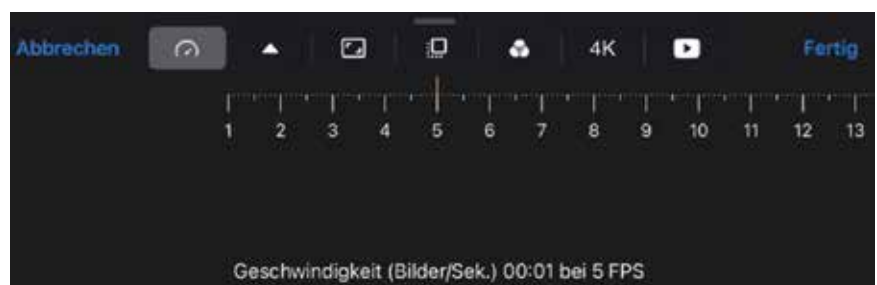 Abbrechen 4K Fertig
1 2 3 4 5 6 7 8 9 10 11 12 13
Geschwindigkeit (Bilder/Sek.) 00:01 bei 5 FPS